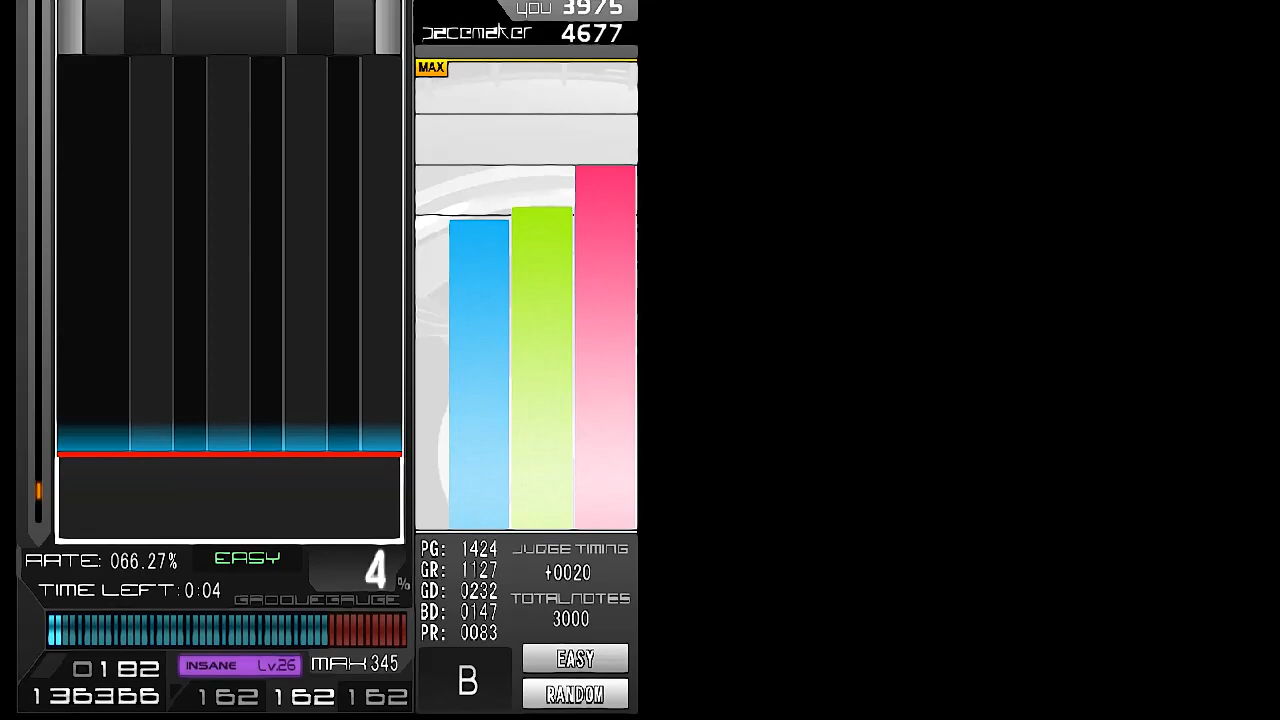 you 3975
pacemaker 4677
MAX
RATE: 066.27% EASY 4%
TIME LEFT: 0:04
GROOVEGAUGE
0182 INSANE Lv.26 MAX 345
136366 162 162 162
PG: 1424
GR: 1127
GD: 0232
BD: 0147
PR: 0083
JUDGE TIMING
+0020
TOTALNOTES
3000
B
EASY
RANDOM